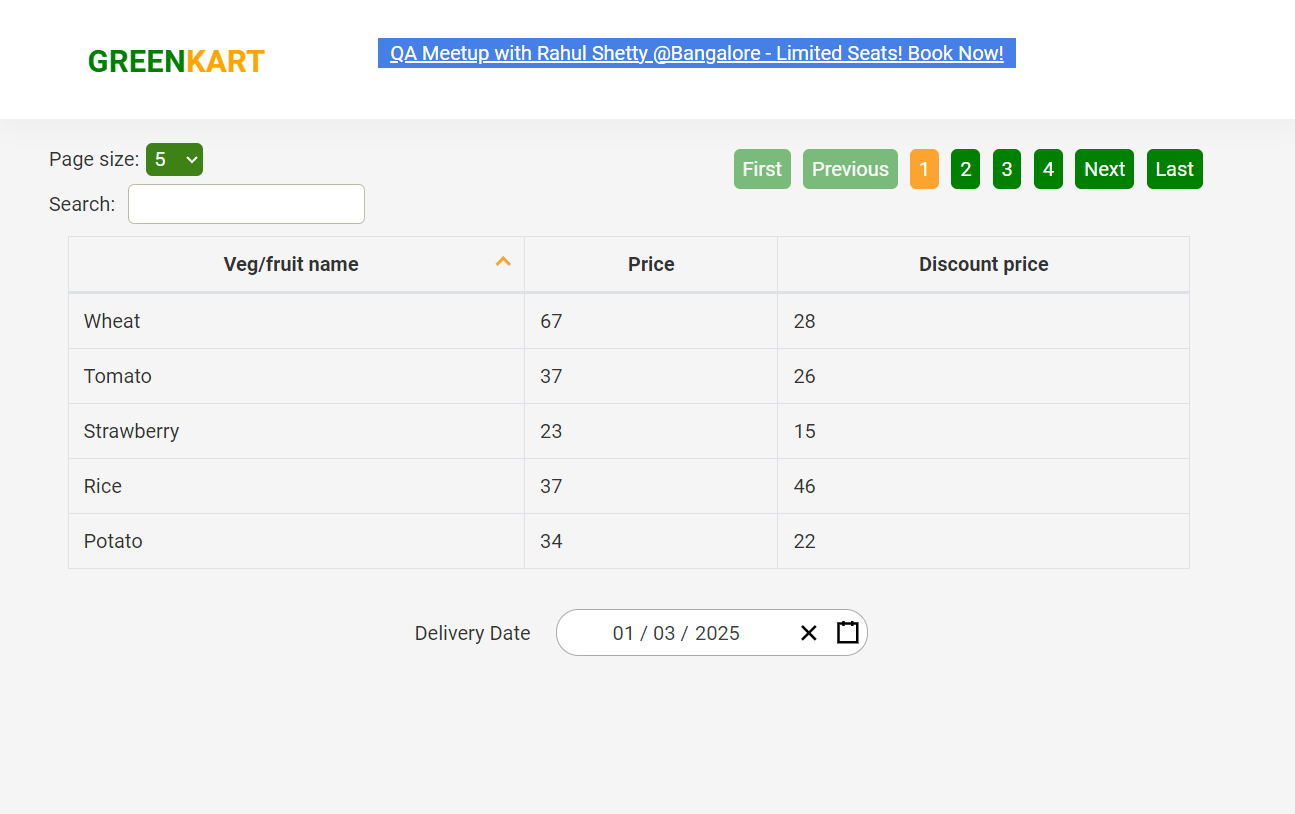 GREENKART
QA Meetup with Rahul Shetty @Bangalore - Limited Seats! Book Now!
Page size: 5
First Previous 1 2 3 4 Next Last
Search:
Veg/fruit name Price Discount price
Wheat 67 28
Tomato 37 26
Strawberry 23 15
Rice 37 46
Potato 34 22
Delivery Date 01 / 03 / 2025